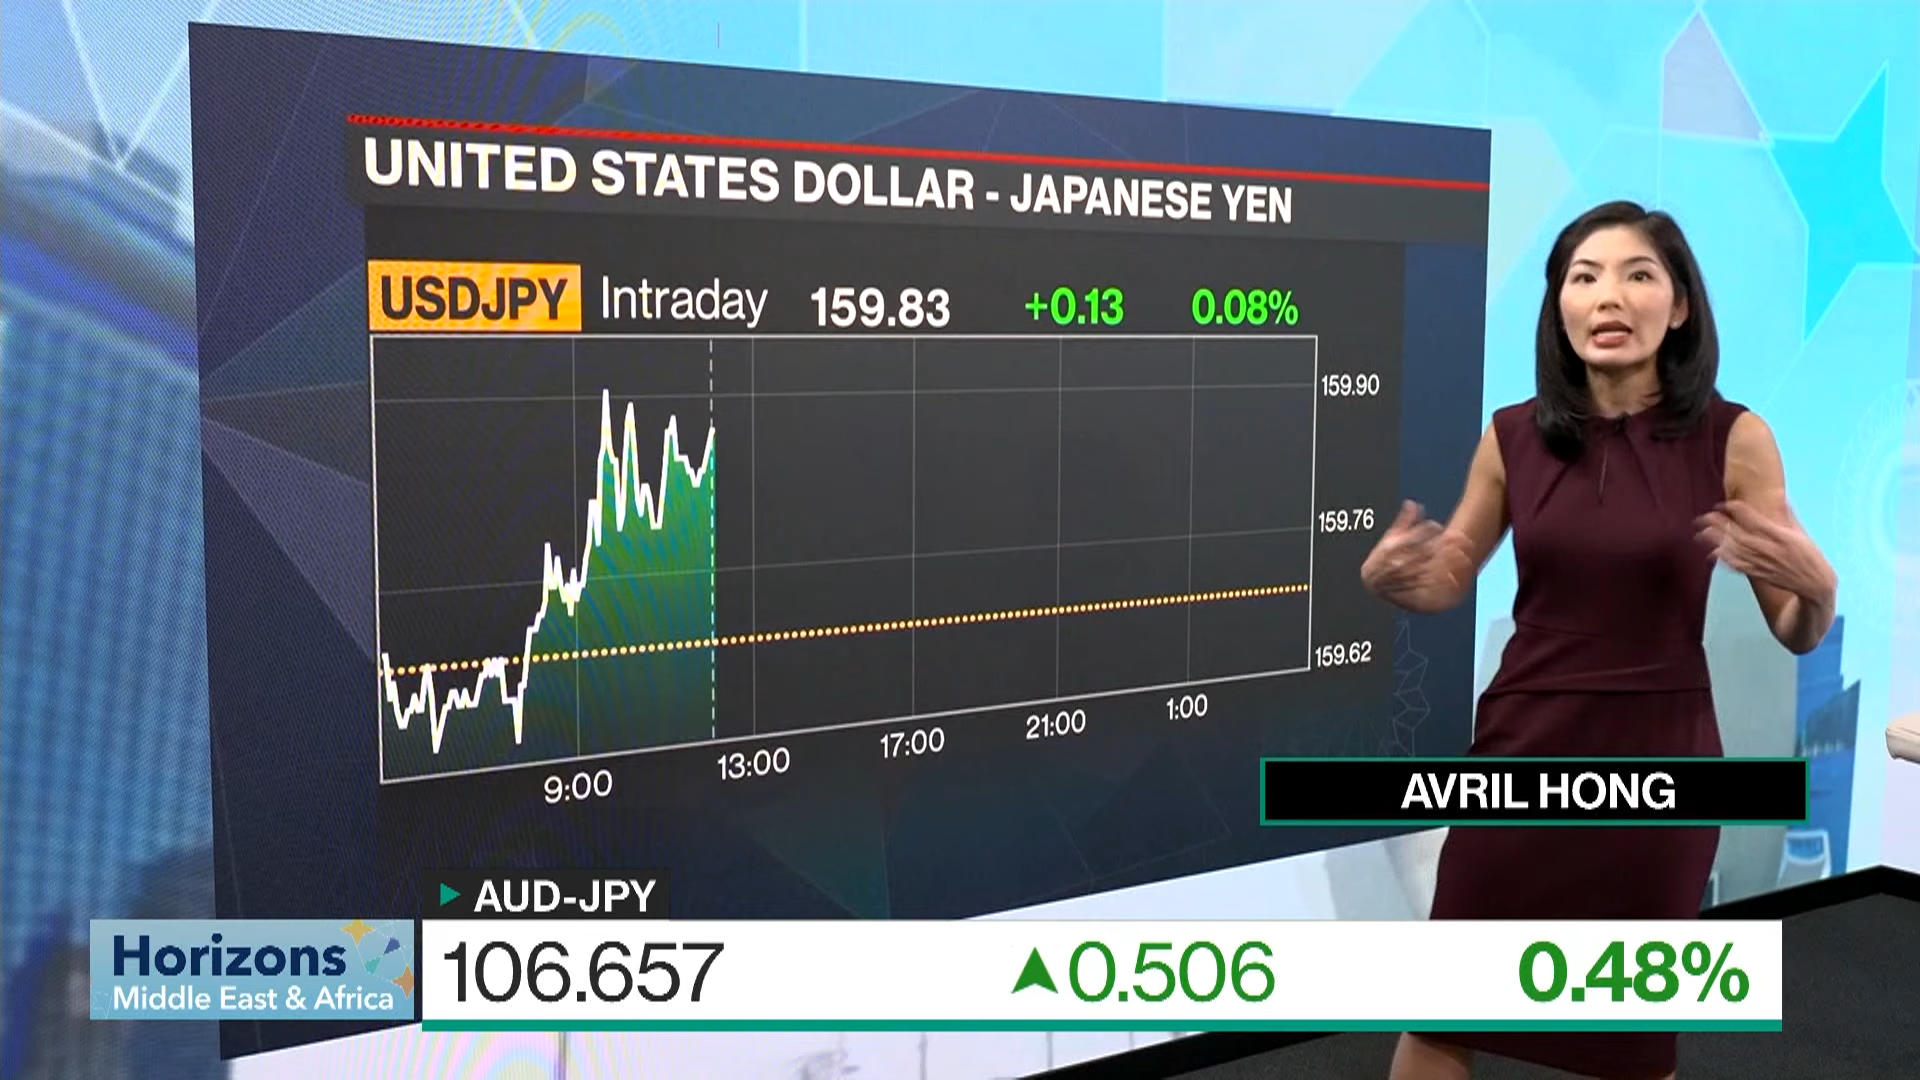 UNITED STATES DOLLAR - JAPANESE YEN
USDJPY Intraday 159.83 +0.13 0.08%
159.90
159.76
159.62
9:00 13:00 17:00 21:00 1:00
AVRIL HONG
AUD-JPY
Horizons
Middle East & Africa
106.657 ▲0.506 0.48%